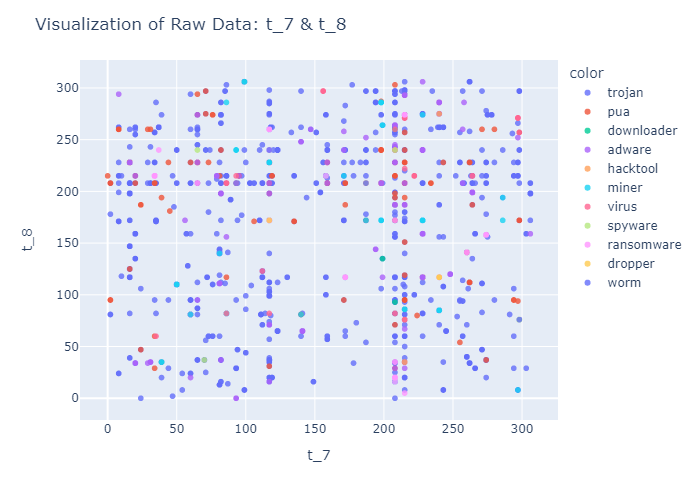 Visualization of Raw Data: t_7 & t_8
color
trojan
pua
downloader
adware
hacktool
miner
virus
spyware
ransomware
dropper
worm
300
250
200
150
100
50
0
t_8
0
50
100
150
200
250
300
t_7